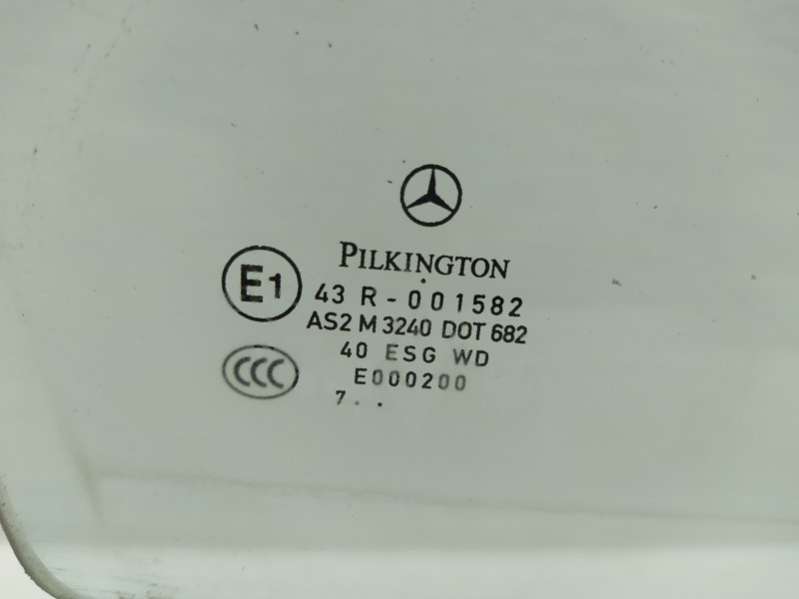 PILKINGTON
E1
43 R - 001582
AS2 M 3240 DOT 682
40 ESG WD
CCC
E000200
7 . .